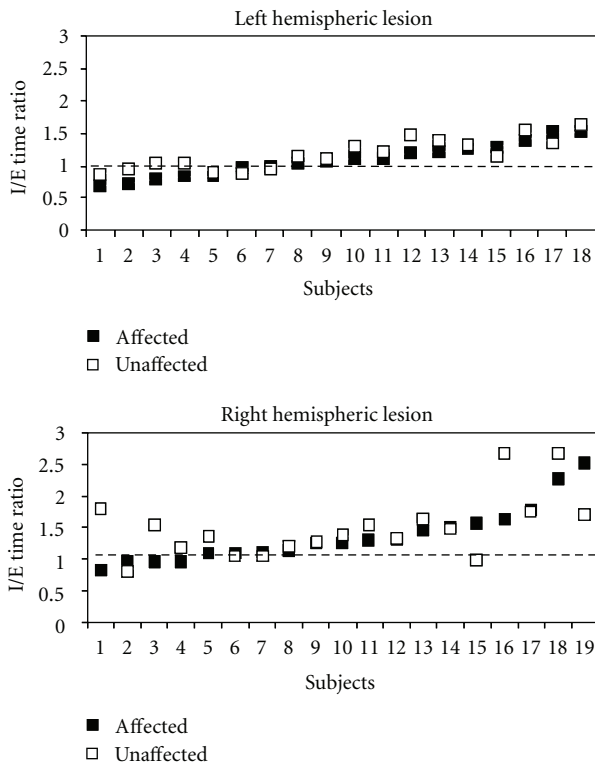 Left hemispheric lesion
3
2.5
2
1.5
1
0.5
0
I/E time ratio
1 2 3 4 5 6 7 8 9 10 11 12 13 14 15 16 17 18
Subjects
Affected
Unaffected
Right hemispheric lesion
3
2.5
2
1.5
1
0.5
0
I/E time ratio
1 2 3 4 5 6 7 8 9 10 11 12 13 14 15 16 17 18 19
Subjects
Affected
Unaffected